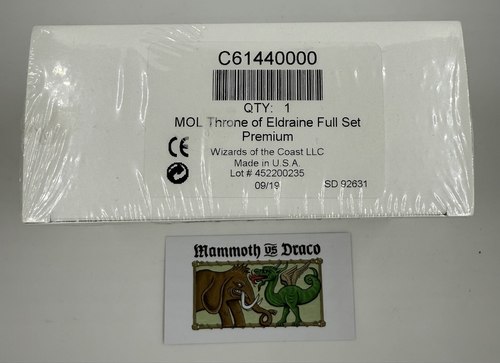 C61440000
QTY: 1
MOL Throne of Eldraine Full Set
Premium
Wizards of the Coast LLC
Made in U.S.A.
Lot # 452200235
09/19
SD 92631
CE
Mammoth vs Draco